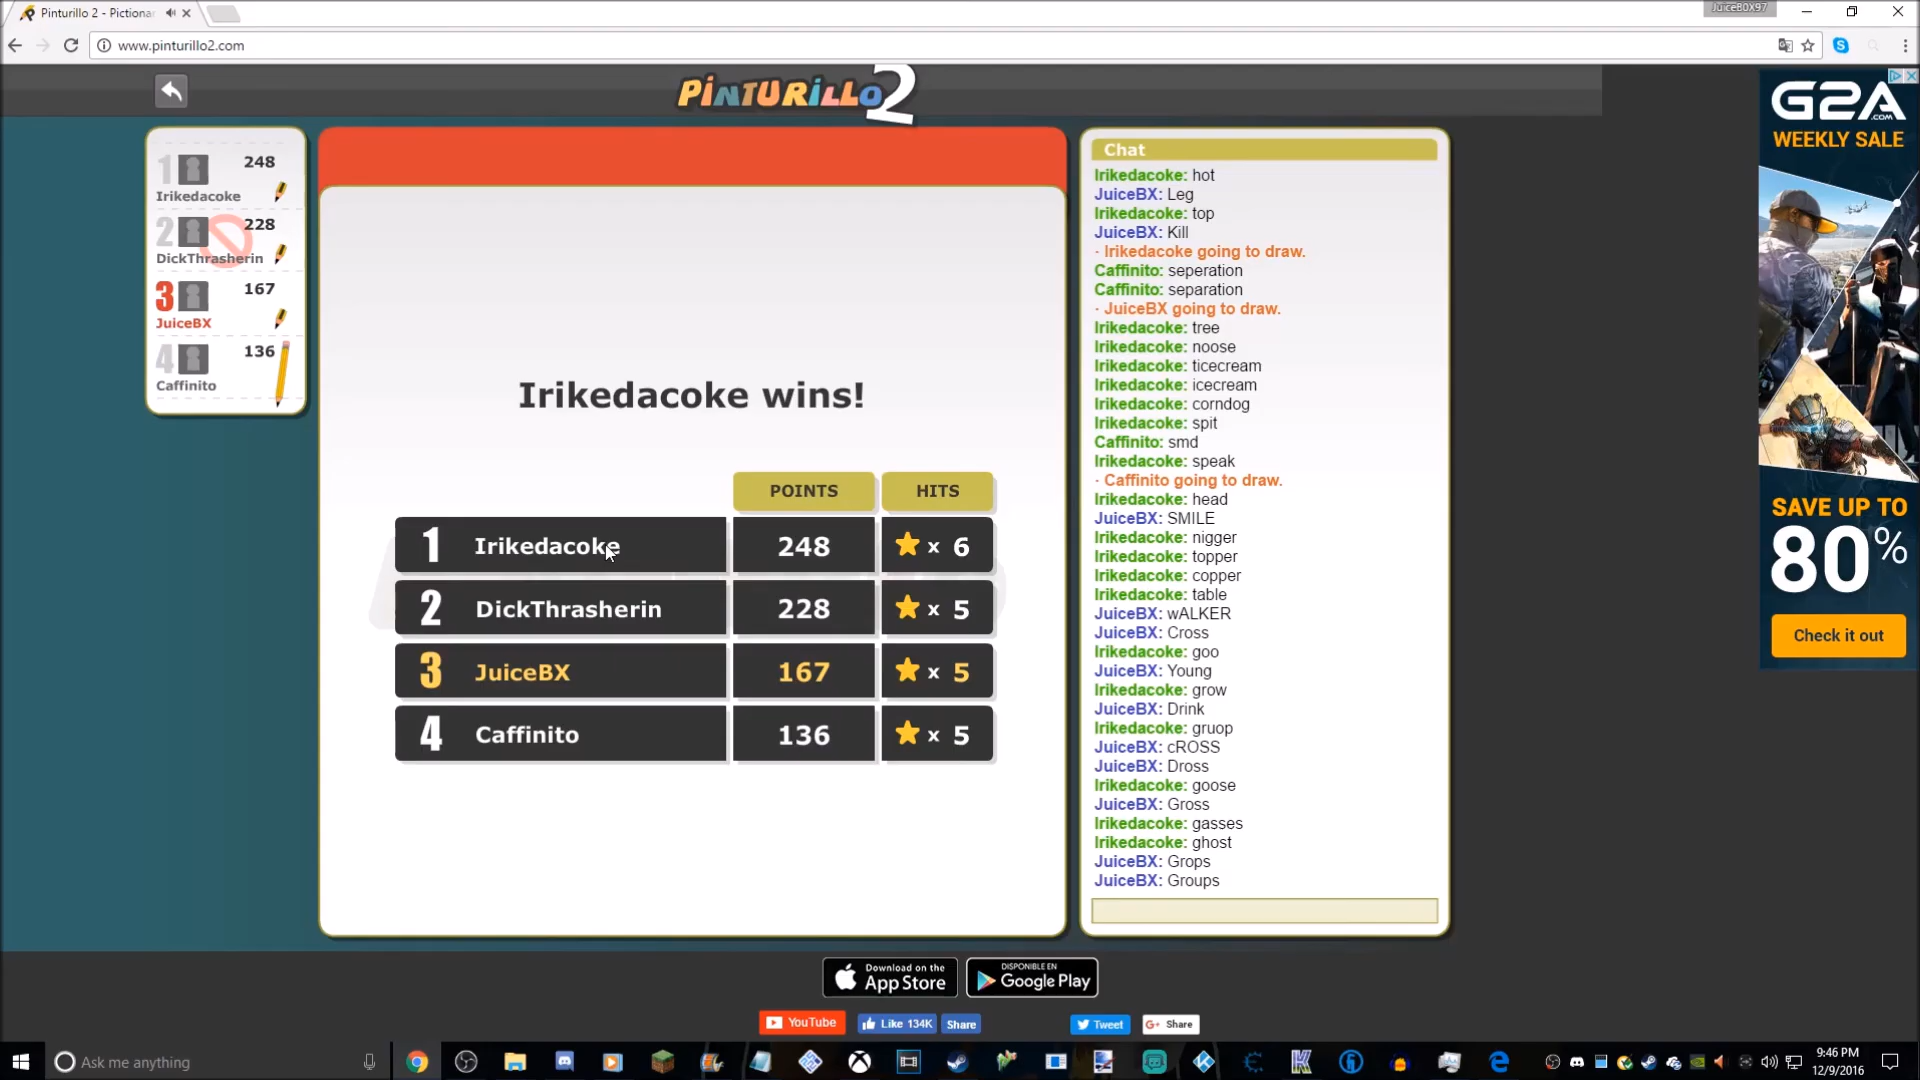 Pinturillo 2 - Pictiona
JuiceB0X97
www.pinturillo2.com
PiNTURiLLO2
1 248
Irikedacoke
2 228
DickThrasherin
3 167
JuiceBX
4 136
Caffinito
Irikedacoke wins!
POINTS HITS
1 Irikedacoke 248 x 6
2 DickThrasherin 228 x 5
3 JuiceBX 167 x 5
4 Caffinito 136 x 5
Chat
Irikedacoke: hot
JuiceBX: Leg
Irikedacoke: top
JuiceBX: Kill
- Irikedacoke going to draw.
Caffinito: seperation
Caffinito: separation
- JuiceBX going to draw.
Irikedacoke: tree
Irikedacoke: noose
Irikedacoke: ticecream
Irikedacoke: icecream
Irikedacoke: corndog
Irikedacoke: spit
Caffinito: smd
Irikedacoke: speak
- Caffinito going to draw.
Irikedacoke: head
JuiceBX: SMILE
Irikedacoke: nigger
Irikedacoke: topper
Irikedacoke: copper
Irikedacoke: table
JuiceBX: wALKER
JuiceBX: Cross
Irikedacoke: goo
JuiceBX: Young
Irikedacoke: grow
JuiceBX: Drink
Irikedacoke: gruop
JuiceBX: cROSS
JuiceBX: Dross
Irikedacoke: goose
JuiceBX: Gross
Irikedacoke: gasses
Irikedacoke: ghost
JuiceBX: Grops
JuiceBX: Groups
G2A.COM
WEEKLY SALE
SAVE UP TO
80%
Check it out
Download on the
App Store
DISPONIBLE EN
Google Play
YouTube Like 134K Share Tweet G+ Share
Ask me anything
9:46 PM
12/9/2016